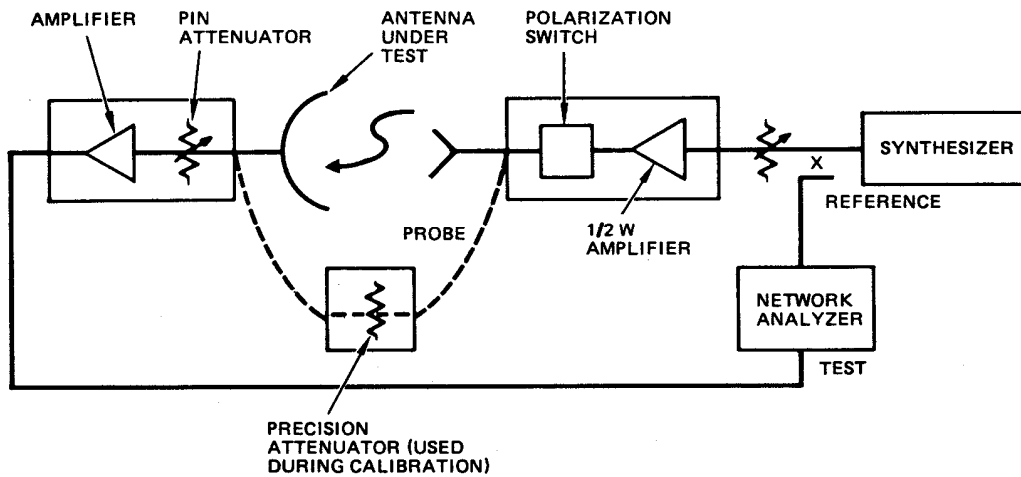 AMPLIFIER
PIN
ATTENUATOR
ANTENNA
UNDER
TEST
POLARIZATION
SWITCH
SYNTHESIZER
X
REFERENCE
PROBE
1/2 W
AMPLIFIER
NETWORK
ANALYZER
TEST
PRECISION
ATTENUATOR (USED
DURING CALIBRATION)